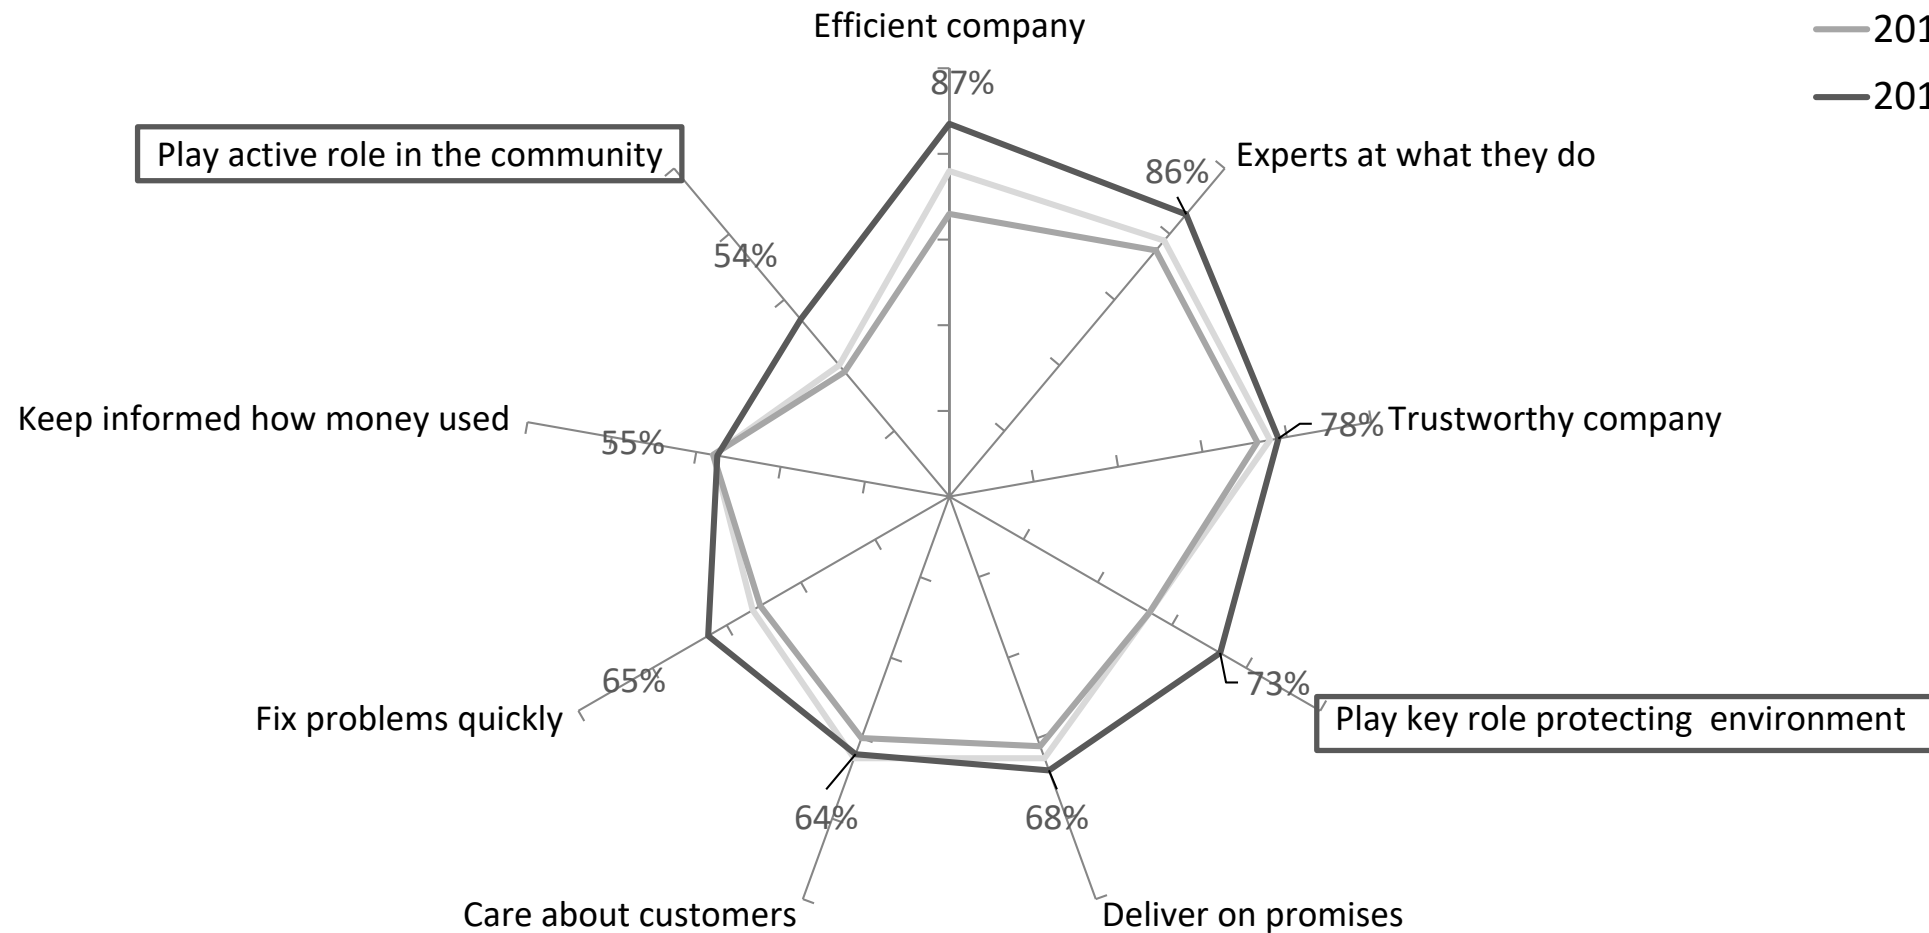 Efficient company
201
87%
201
Play active role in the community
Experts at what they do
86%
54%
Keep informed how money used
55%
78%
Trustworthy company
65%
73%
Fix problems quickly
Play key role protecting environment
64%
68%
Care about customers
Deliver on promises